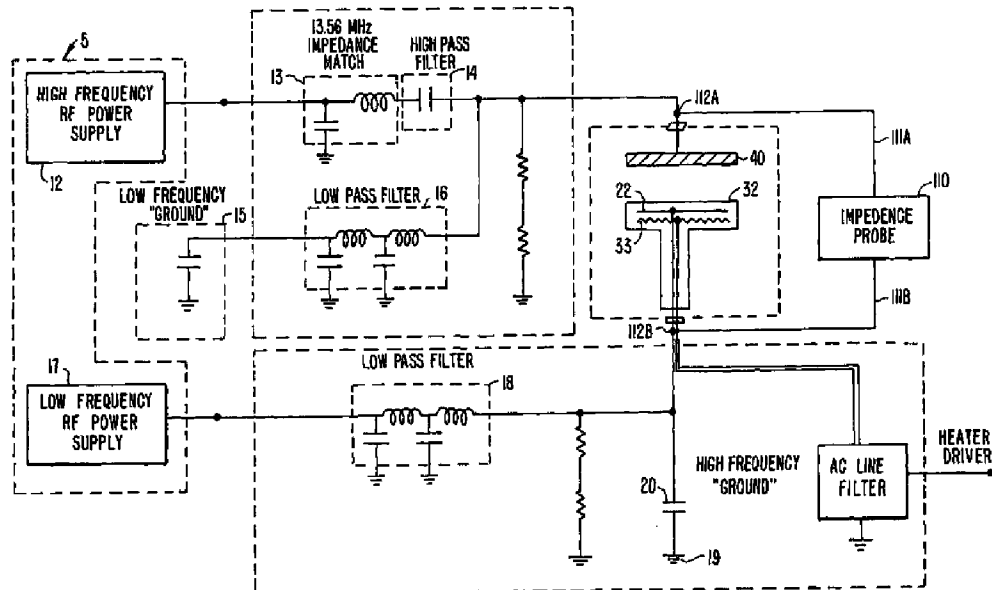 5
HIGH FREQUENCY
RF POWER
SUPPLY
12
13.56 MHz
IMPEDANCE
MATCH
13
HIGH PASS
FILTER
14
LOW FREQUENCY
"GROUND"
15
LOW PASS FILTER
16
112A
40
22
32
33
111A
110
IMPEDENCE
PROBE
111B
112B
17
LOW FREQUENCY
RF POWER
SUPPLY
LOW PASS FILTER
18
20
HIGH FREQUENCY
"GROUND"
19
AC LINE
FILTER
HEATER
DRIVER